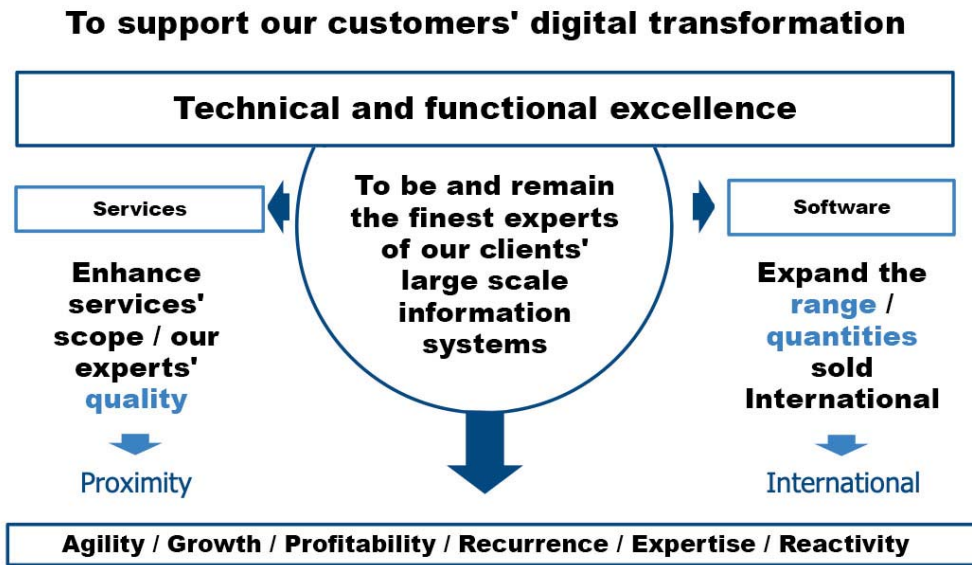 To support our customers' digital transformation
Technical and functional excellence
Services
Enhance
services'
scope / our
experts'
quality
Proximity
To be and remain
the finest experts
of our clients'
large scale
information
systems
Software
Expand the
range /
quantities
sold
International
International
Agility / Growth / Profitability / Recurrence / Expertise / Reactivity